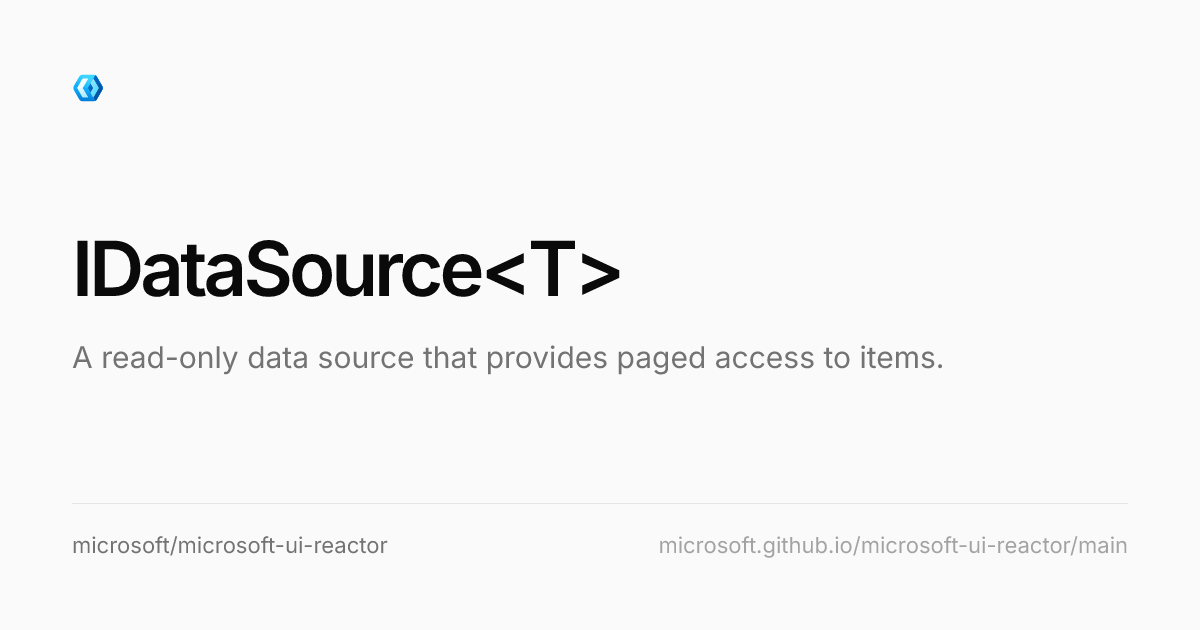 IDataSource<T>
A read-only data source that provides paged access to items.
microsoft/microsoft-ui-reactor
microsoft.github.io/microsoft-ui-reactor/main